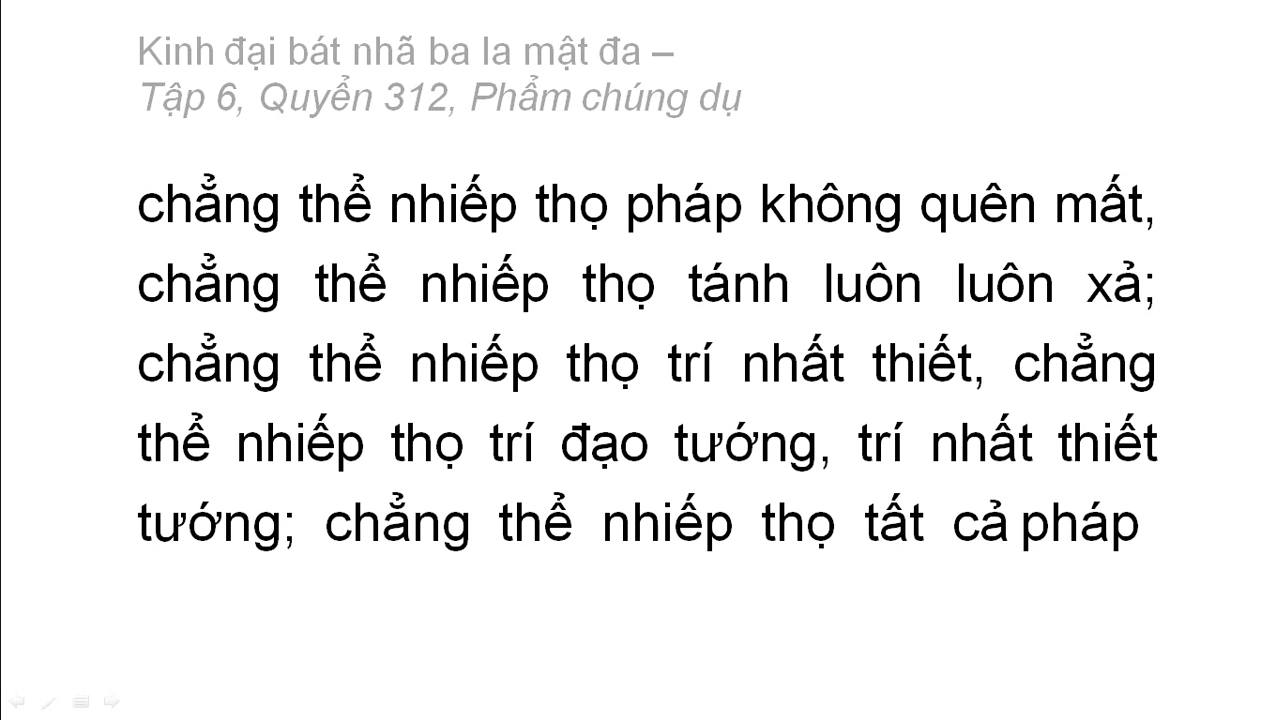 Kinh đại bát nhã ba la mật đa –
Tập 6, Quyển 312, Phẩm chúng dụ
chẳng thể nhiếp thọ pháp không quên mất,
chẳng thể nhiếp thọ tánh luôn luôn xả;
chẳng thể nhiếp thọ trí nhất thiết, chẳng
thể nhiếp thọ trí đạo tướng, trí nhất thiết
tướng; chẳng thể nhiếp thọ tất cả pháp